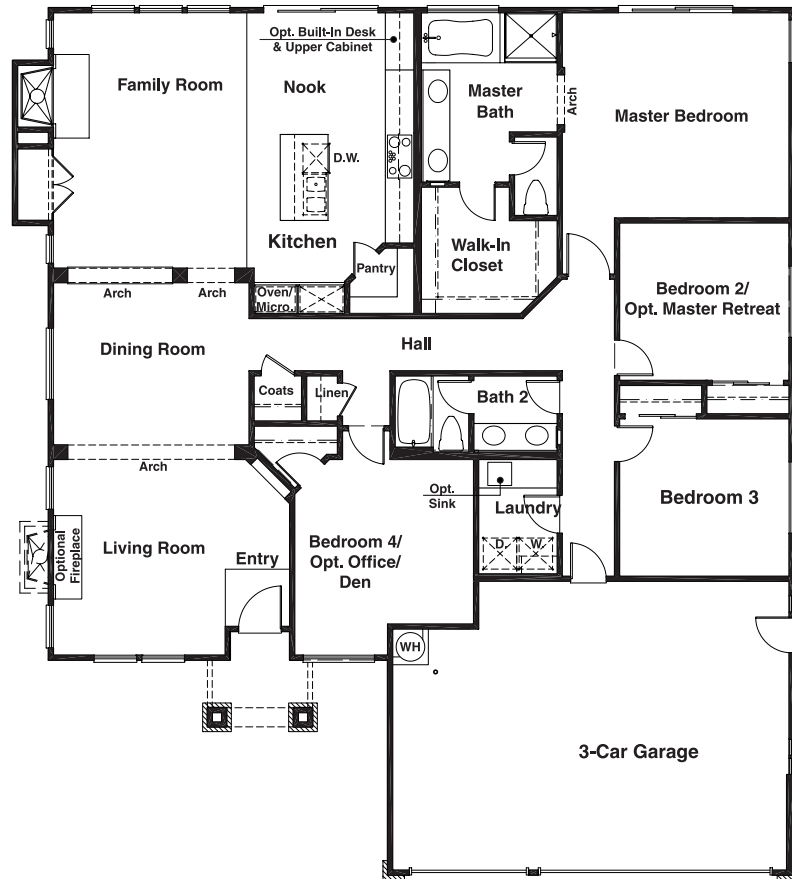 Opt. Built-In Desk
& Upper Cabinet
Family Room
Nook
Master
Bath
Arch
Master Bedroom
D.W.
Kitchen
Walk-In
Closet
Pantry
Arch
Arch
Oven/
Micro.
Bedroom 2/
Opt. Master Retreat
Dining Room
Hall
Coats
Linen
Bath 2
Arch
Opt.
Sink
Laundry
Bedroom 3
Living Room
Optional
Fireplace
Entry
Bedroom 4/
Opt. Office/
Den
D.
W.
WH
3-Car Garage